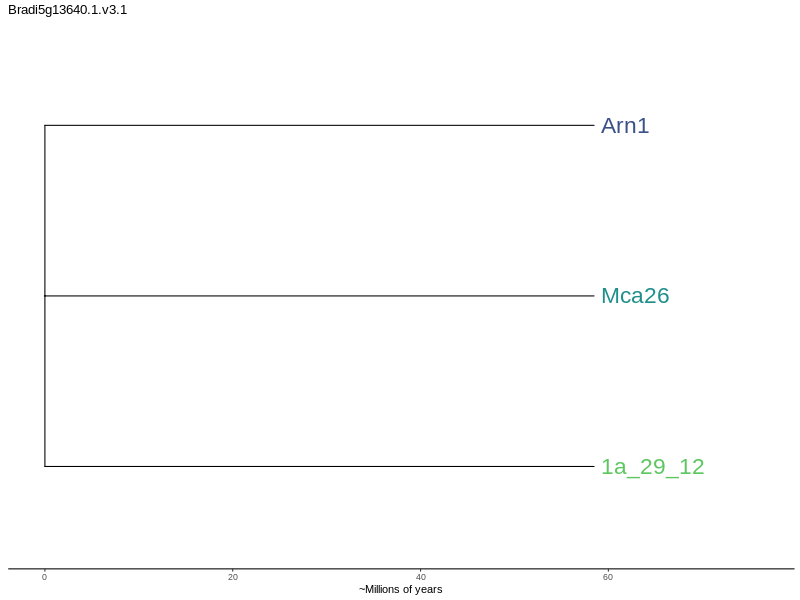 Bradi5g13640.1.v3.1
Arn1
Mca26
1a_29_12
0 20 40 60
~Millions of years